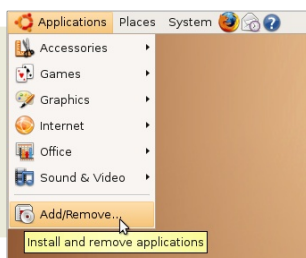 Applications Places System
Accessories
Games
Graphics
Internet
Office
Sound & Video
Add/Remove...
Install and remove applications